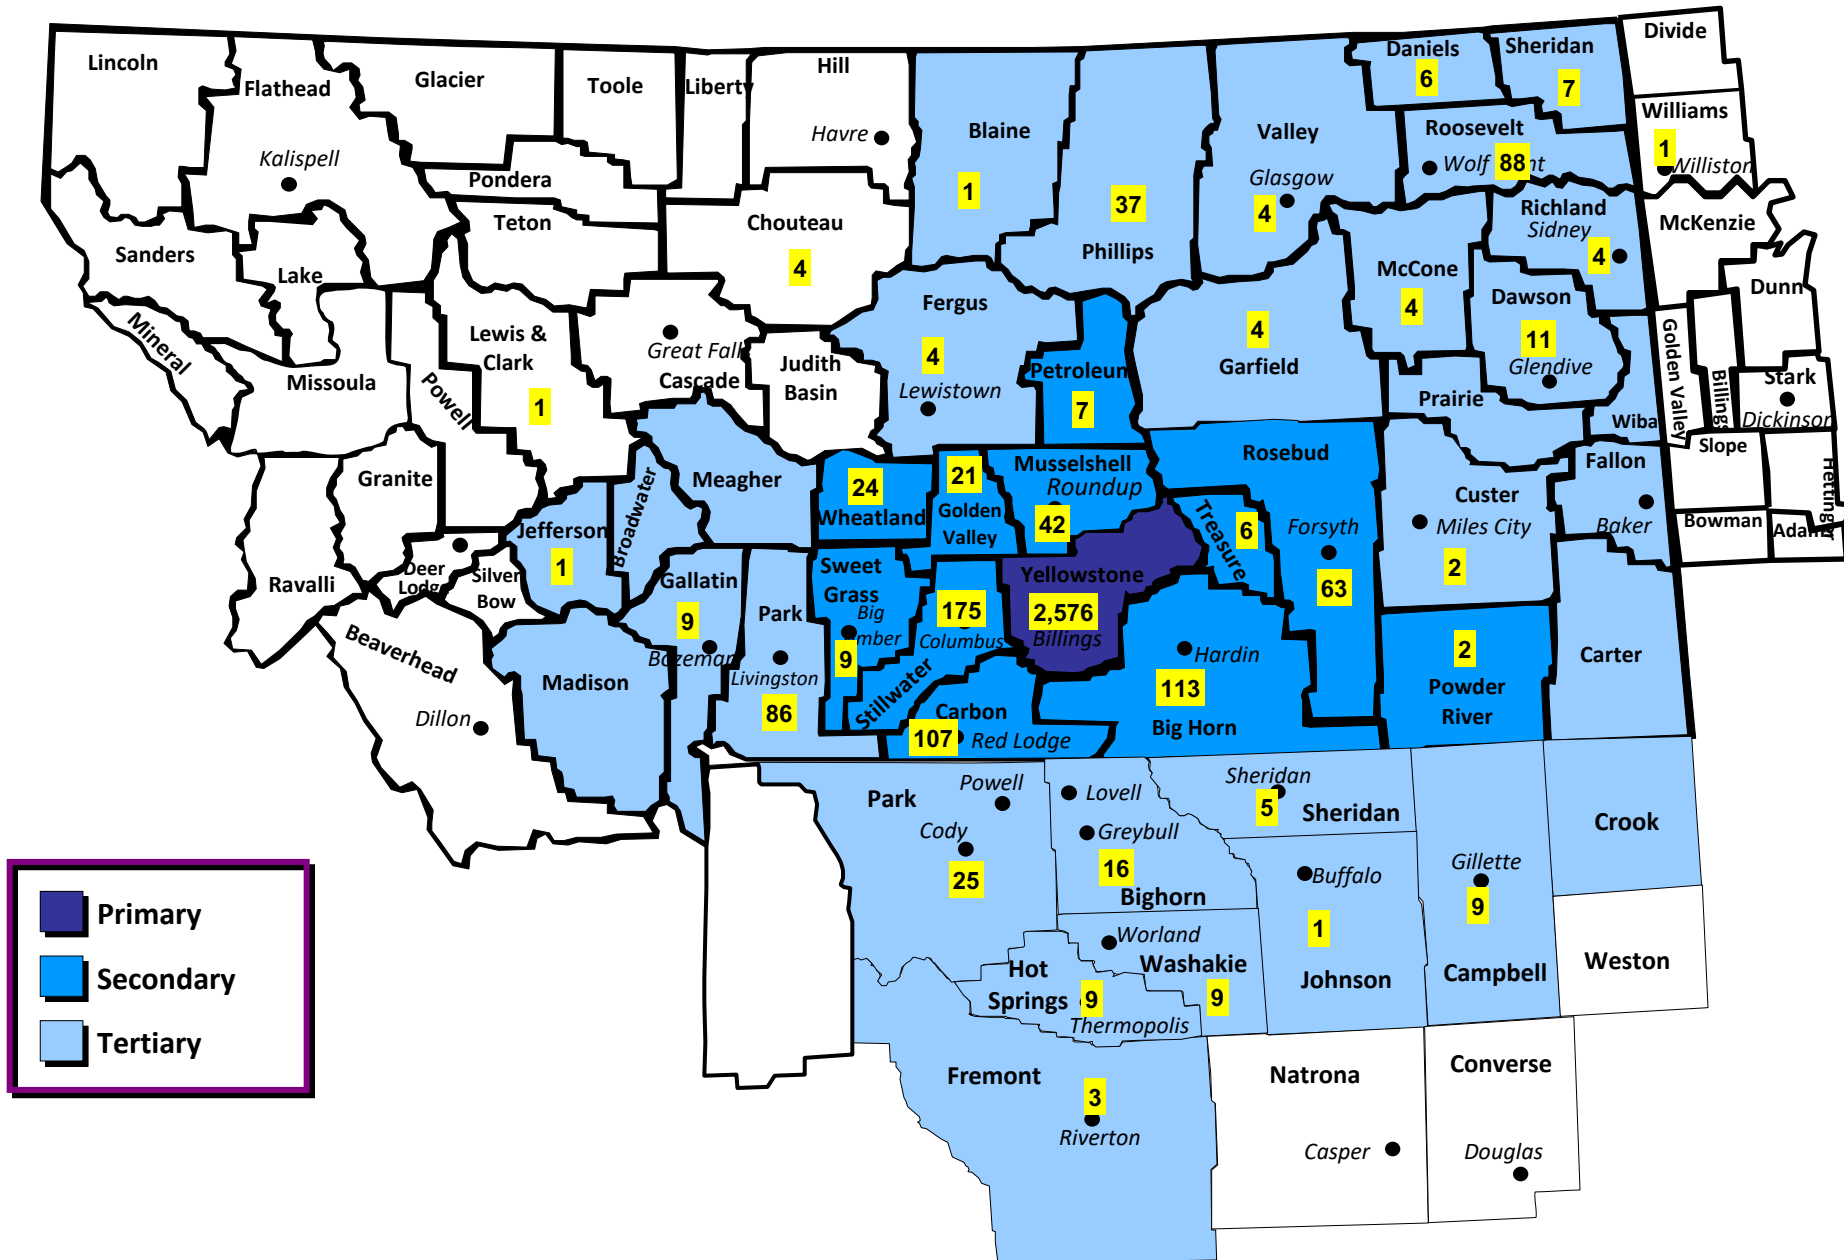 Lincoln
Flathead
Kalispell
Glacier
Toole
Liberty
Hill
Havre
Blaine
1
37
Phillips
Valley
Glasgow
4
Daniels
6
Sheridan
7
Divide
Williams
1
Williston
Roosevelt
Wolf
88
Pondera
Teton
Chouteau
4
Sanders
Lake
Mineral
Missoula
Powell
Lewis &
Clark
1
Great Fall
Cascade
Judith
Basin
Fergus
4
Lewistown
Petroleum
7
4
Garfield
McCone
4
Richland
Sidney
4
Dawson
11
Glendive
Prairie
Wiba
McKenzie
Dunn
Golden Valley
Billings
Stark
Dickinson
Slope
Hettinger
Bowman
Adam
Granite
Ravalli
Deer
Lodge
Silver
Bow
Jefferson
1
Broadwater
Meagher
24
Wheatland
21
Golden
Valley
Musselshell
Roundup
42
Rosebud
Forsyth
63
Treasure
6
Custer
Miles City
2
Fallon
Baker
Beaverhead
Dillon
Madison
Gallatin
9
Bozeman
Park
Livingston
86
Sweet
Grass
Big
mber
9
Stillwater
175
Columbus
Yellowstone
2,576
Billings
Hardin
113
Big Horn
Carbon
107
Red Lodge
2
Powder
River
Carter
Park
Powell
Cody
25
Lovell
Greybull
16
Bighorn
Sheridan
5
Sheridan
Buffalo
1
Johnson
Gillette
9
Campbell
Crook
Weston
Worland
Washakie
9
Hot
Springs
9
Thermopolis
Fremont
3
Riverton
Natrona
Casper
Converse
Douglas
Primary
Secondary
Tertiary